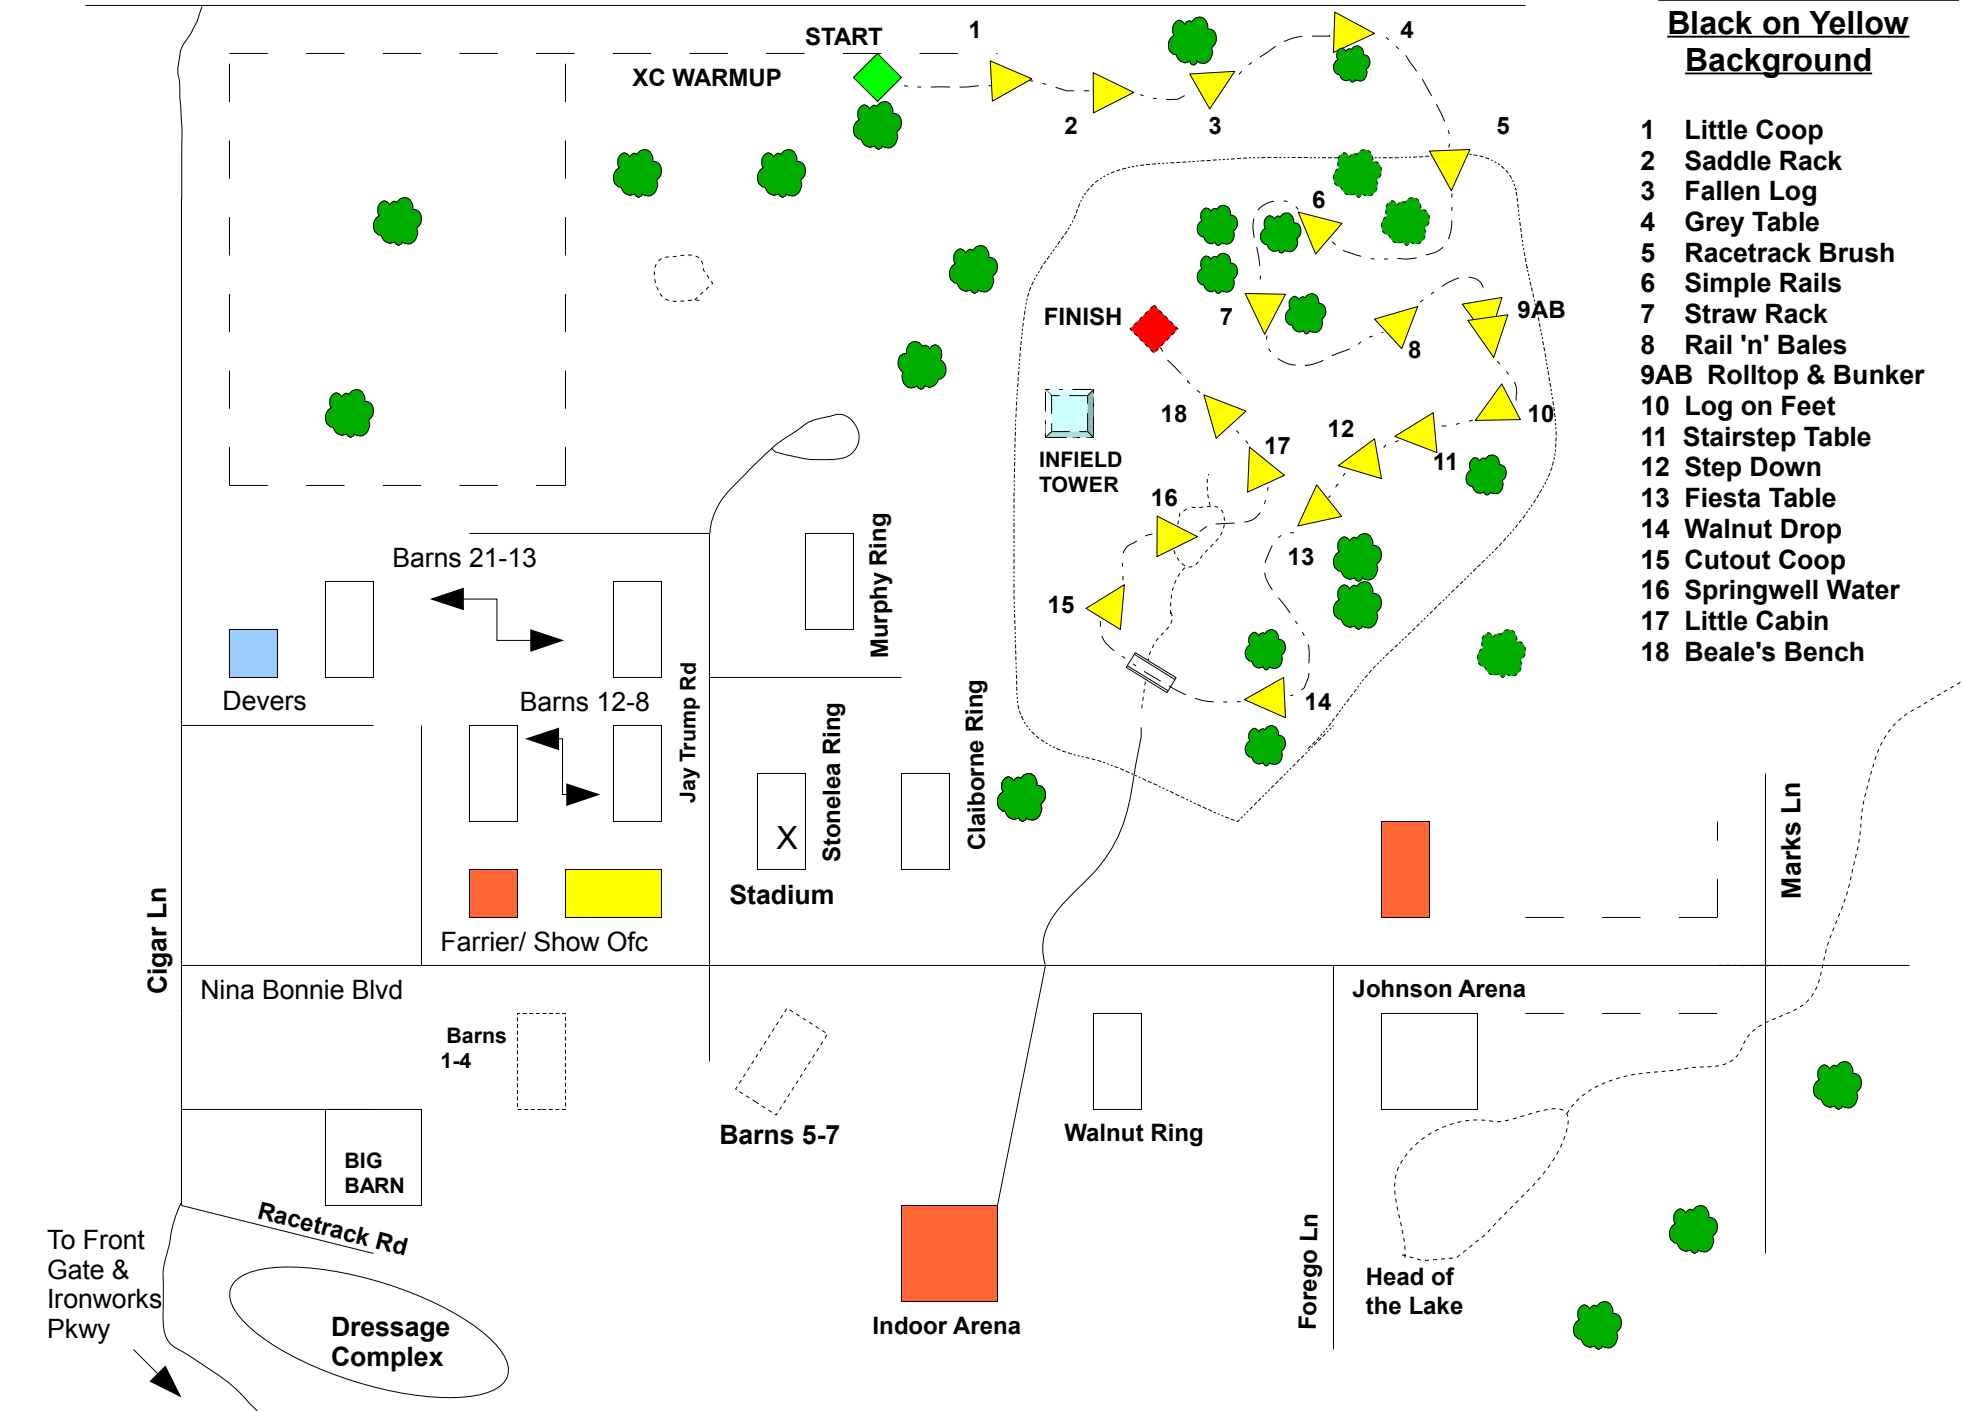 Black on Yellow
Background
1 Little Coop
2 Saddle Rack
3 Fallen Log
4 Grey Table
5 Racetrack Brush
6 Simple Rails
7 Straw Rack
8 Rail 'n' Bales
9AB Rolltop & Bunker
10 Log on Feet
11 Stairstep Table
12 Step Down
13 Fiesta Table
14 Walnut Drop
15 Cutout Coop
16 Springwell Water
17 Little Cabin
18 Beale's Bench
START
1
4
XC WARMUP
2
3
5
6
FINISH
7
9AB
8
18
10
12
17
11
INFIELD
TOWER
16
13
15
14
Barns 21-13
Murphy Ring
Devers
Barns 12-8
Jay Trump Rd
Stonelea Ring
Claiborne Ring
X
Stadium
Marks Ln
Cigar Ln
Farrier/ Show Ofc
Nina Bonnie Blvd
Johnson Arena
Barns
1-4
Barns 5-7
Walnut Ring
BIG
BARN
Racetrack Rd
To Front
Gate &
Ironworks
Pkwy
Dressage
Complex
Indoor Arena
Forego Ln
Head of
the Lake